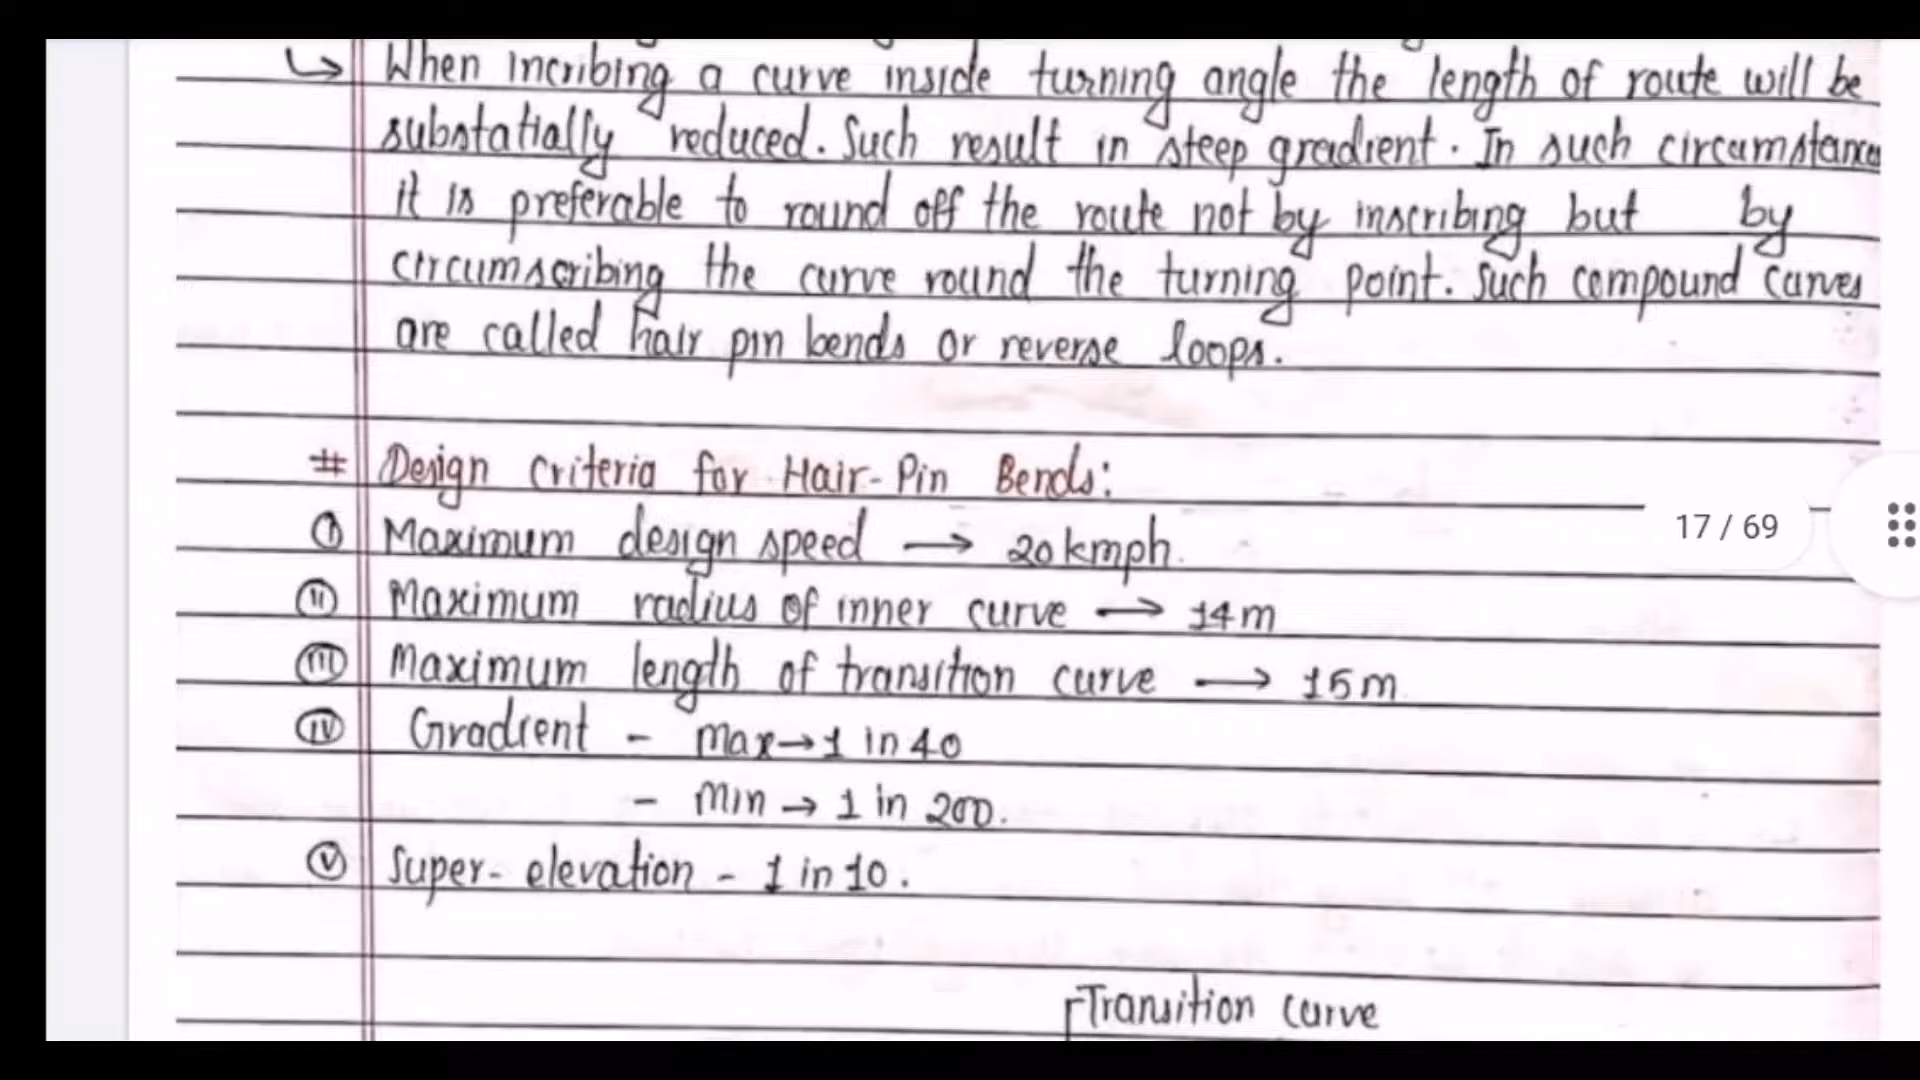 ↳ When incribing a curve inside turning angle the length of route will be
substatially reduced. Such result in steep gradient. In such circumstances
it is preferable to round off the route not by inscribing but by
circumscribing the curve round the turning point. Such compound curves
are called hair pin bends or reverse loops.
# Design criteria for Hair-Pin Bends:
(i) Maximum design speed → 20 kmph.
17 / 69
(ii) Maximum radius of inner curve → 14m
(iii) Maximum length of transition curve → 15m
(iv) Gradient - max → 1 in 40
- min → 1 in 200.
(v) Super-elevation - 1 in 10.
Transition curve